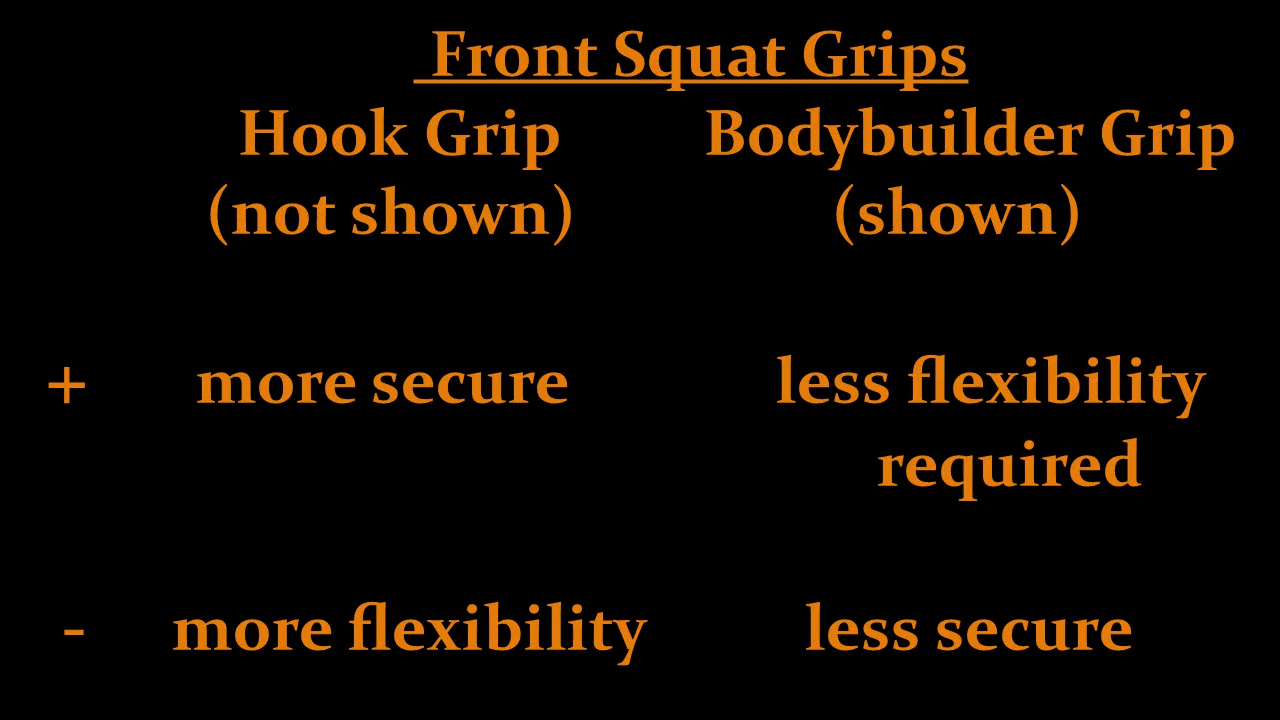 Front Squat Grips
Hook Grip Bodybuilder Grip
(not shown) (shown)
+ more secure less flexibility
required
- more flexibility less secure